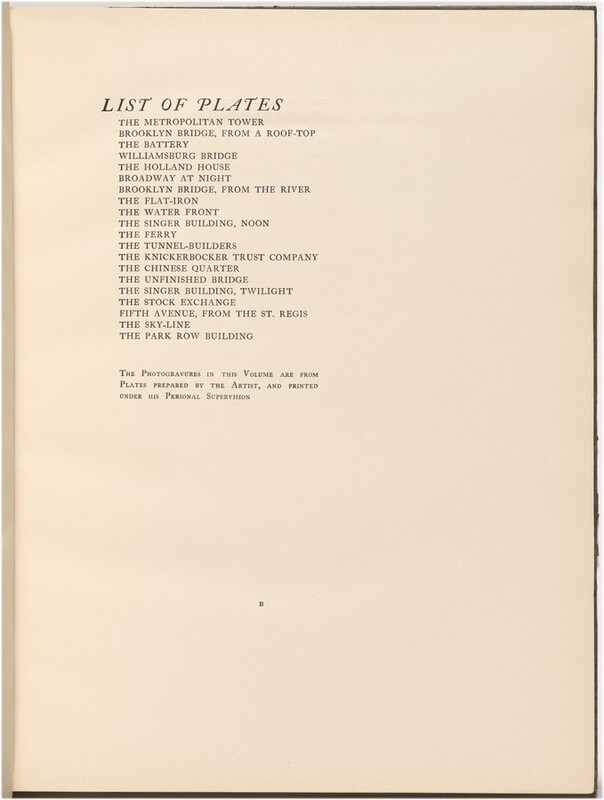 LIST OF PLATES
THE METROPOLITAN TOWER
BROOKLYN BRIDGE, FROM A ROOF-TOP
THE BATTERY
WILLIAMSBURG BRIDGE
THE HOLLAND HOUSE
BROADWAY AT NIGHT
BROOKLYN BRIDGE, FROM THE RIVER
THE FLAT-IRON
THE WATER FRONT
THE SINGER BUILDING, NOON
THE FERRY
THE TUNNEL-BUILDERS
THE KNICKERBOCKER TRUST COMPANY
THE CHINESE QUARTER
THE UNFINISHED BRIDGE
THE SINGER BUILDING, TWILIGHT
THE STOCK EXCHANGE
FIFTH AVENUE, FROM THE ST. REGIS
THE SKY-LINE
THE PARK ROW BUILDING
The Photogravures in this Volume are from
Plates prepared by the Artist, and printed
under his Personal Supervision
B